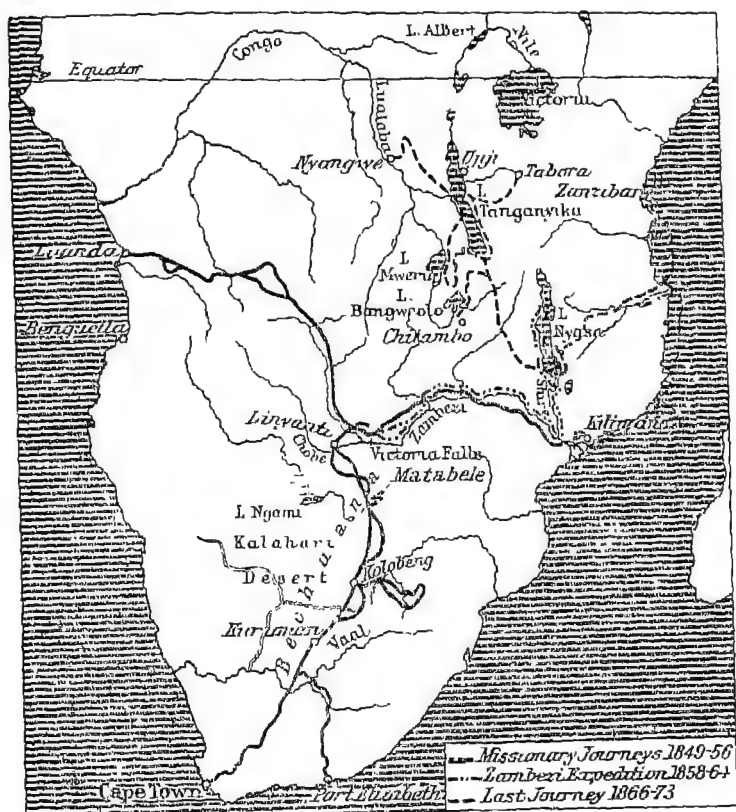 L. Albert
Nile
Congo
Equator
Victoria
Lualaba
Nyangwe
Ujiji
Tabora
Zanzibar
L
Tanganyika
Luanda
L
Mweru
L.
Bangweolo
Chitambo
L
Nyasa
Benguella
Shire
Linyanti
Zambezi
Kilimane
Chobe
Victoria Falls
Matabele
L Ngami
Kalahari
Desert
Bechuana
Kolobeng
Kuruman
Vaal
Cape Town
Port Elizabeth
Missionary Journeys 1849-56
Zambezi Expedition 1858-64
Last Journey 1866-73